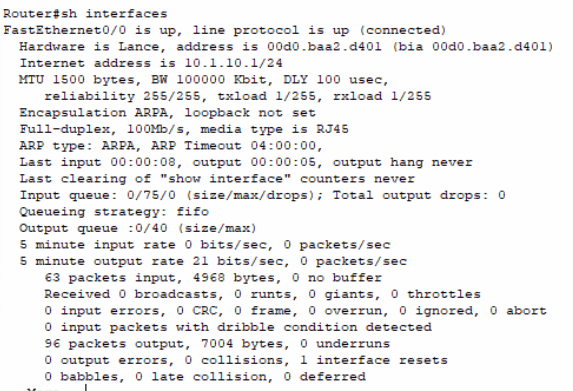 Router#sh interfaces
FastEthernet0/0 is up, line protocol is up (connected)
Hardware is Lance, address is 00d0.baa2.d401 (bia 00d0.baa2.d401)
Internet address is 10.1.10.1/24
MTU 1500 bytes, BW 100000 Kbit, DLY 100 usec,
reliability 255/255, txload 1/255, rxload 1/255
Encapsulation ARPA, loopback not set
Full-duplex, 100Mb/s, media type is RJ45
ARP type: ARPA, ARP Timeout 04:00:00,
Last input 00:00:08, output 00:00:05, output hang never
Last clearing of "show interface" counters never
Input queue: 0/75/0 (size/max/drops); Total output drops: 0
Queueing strategy: fifo
Output queue :0/40 (size/max)
5 minute input rate 0 bits/sec, 0 packets/sec
5 minute output rate 21 bits/sec, 0 packets/sec
63 packets input, 4968 bytes, 0 no buffer
Received 0 broadcasts, 0 runts, 0 giants, 0 throttles
0 input errors, 0 CRC, 0 frame, 0 overrun, 0 ignored, 0 abort
0 input packets with dribble condition detected
96 packets output, 7004 bytes, 0 underruns
0 output errors, 0 collisions, 1 interface resets
0 babbles, 0 late collision, 0 deferred